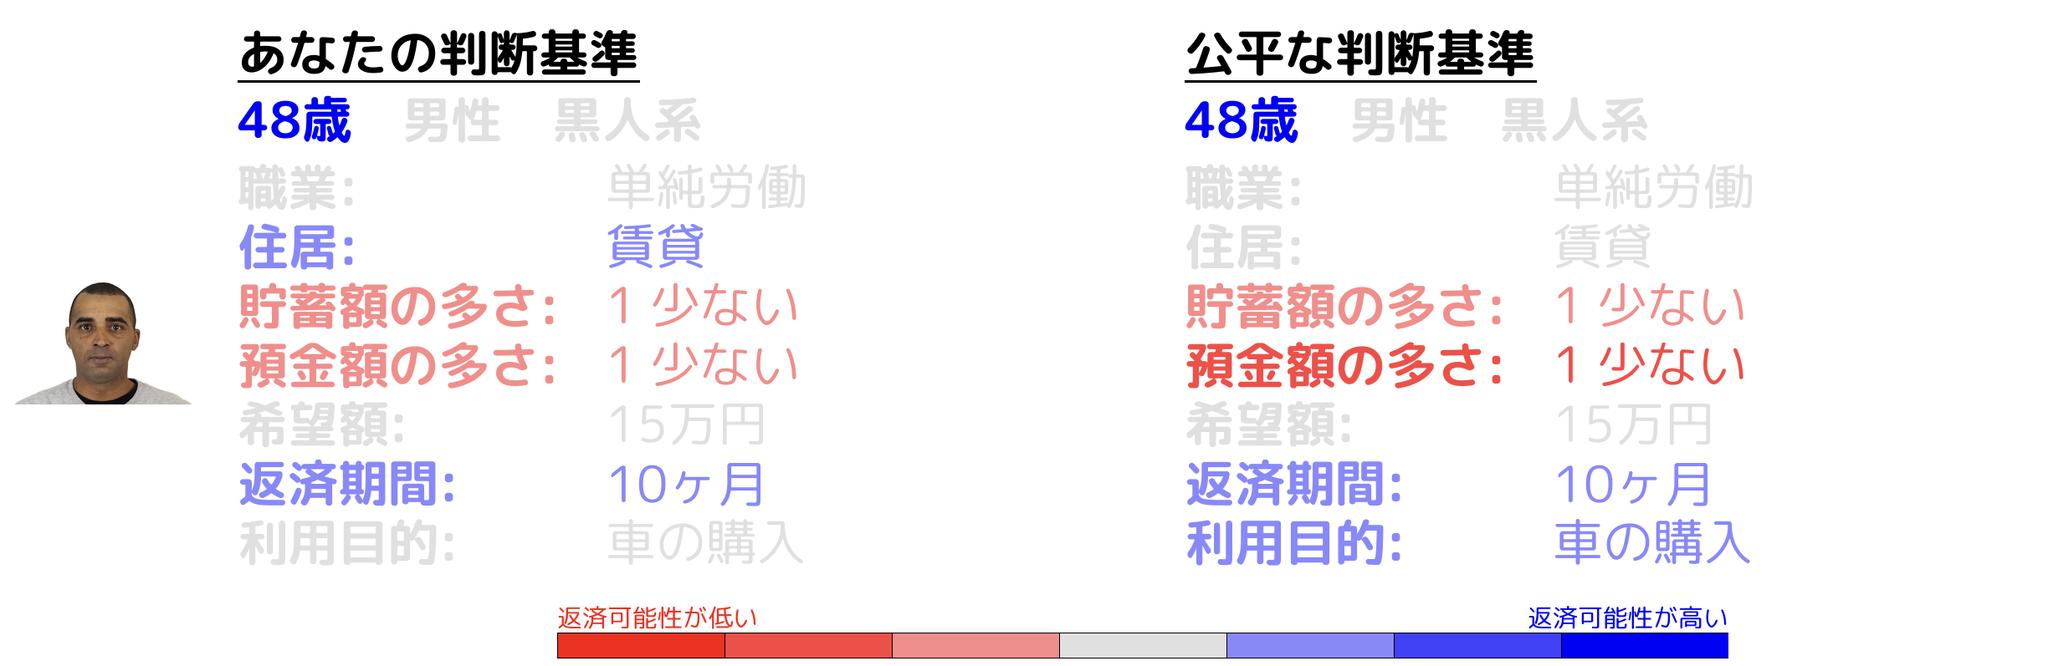 あなたの判断基準
48歳 男性 黒人系
職業: 単純労働
住居: 賃貸
貯蓄額の多さ: 1 少ない
預金額の多さ: 1 少ない
希望額: 15万円
返済期間: 10ヶ月
利用目的: 車の購入
公平な判断基準
48歳 男性 黒人系
職業: 単純労働
住居: 賃貸
貯蓄額の多さ: 1 少ない
預金額の多さ: 1 少ない
希望額: 15万円
返済期間: 10ヶ月
利用目的: 車の購入
返済可能性が低い
返済可能性が高い